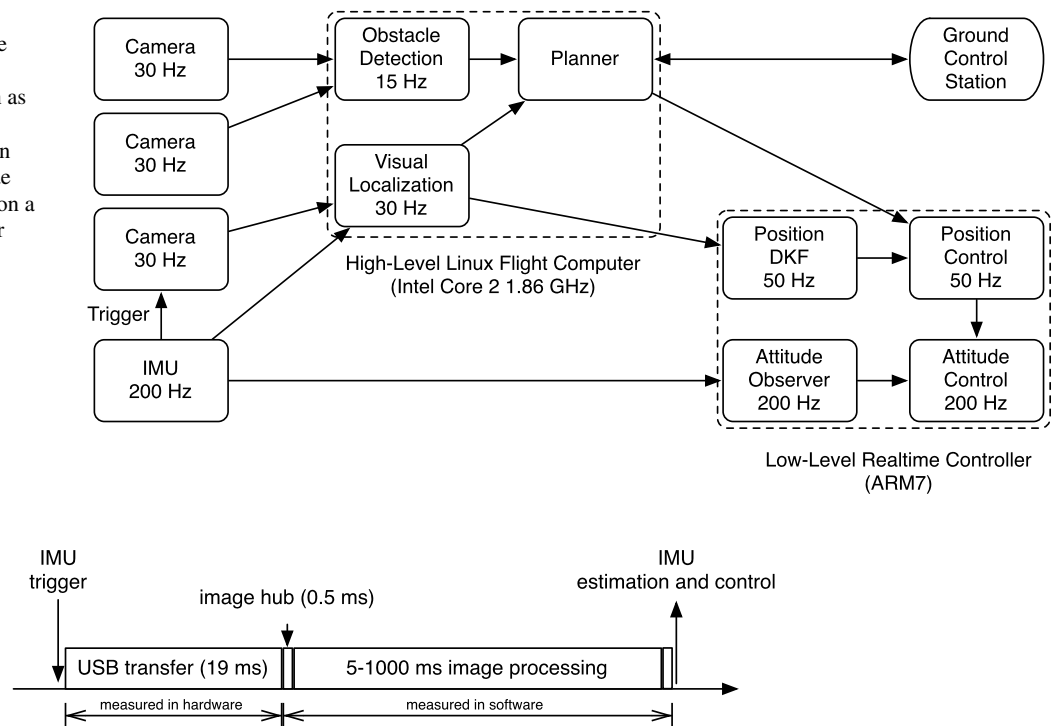 e
as
n
e
on a
r
Camera
30 Hz
Camera
30 Hz
Camera
30 Hz
Trigger
IMU
200 Hz
Obstacle
Detection
15 Hz
Planner
Visual
Localization
30 Hz
High-Level Linux Flight Computer
(Intel Core 2 1.86 GHz)
Ground
Control
Station
Position
DKF
50 Hz
Position
Control
50 Hz
Attitude
Observer
200 Hz
Attitude
Control
200 Hz
Low-Level Realtime Controller
(ARM7)
IMU
trigger
image hub (0.5 ms)
IMU
estimation and control
USB transfer (19 ms)
5-1000 ms image processing
measured in hardware
measured in software